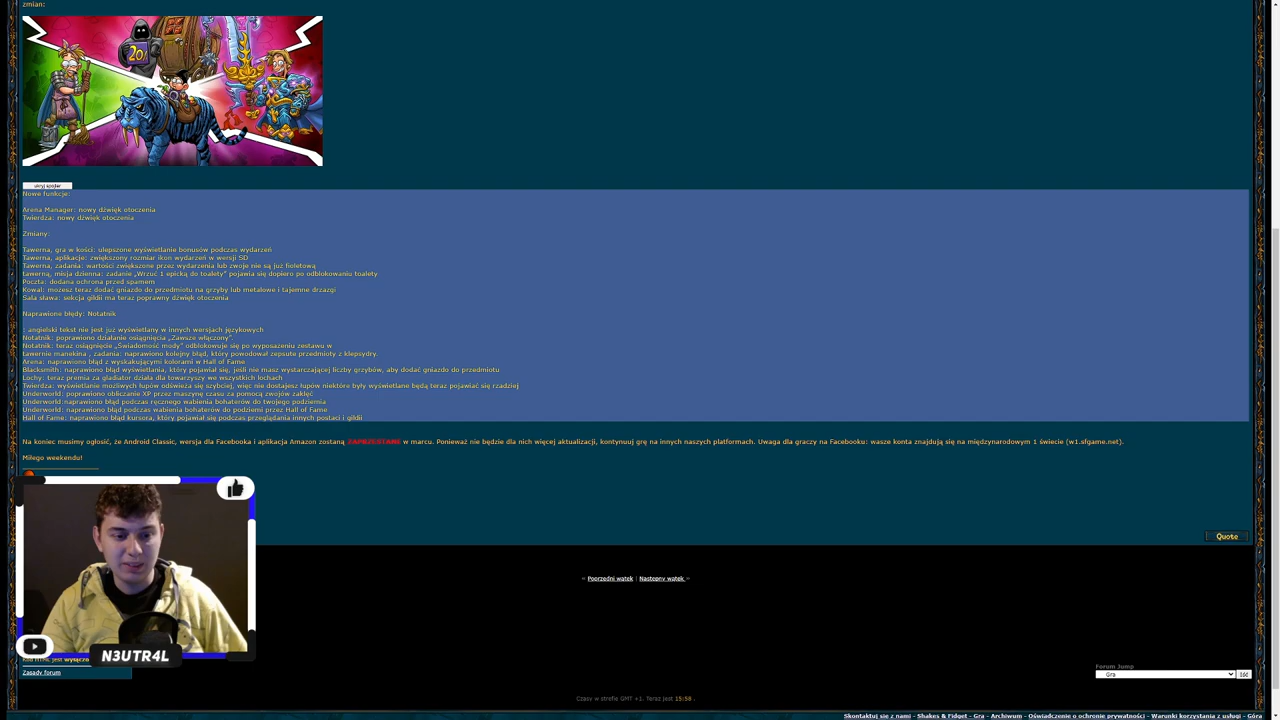 zmian:
20
ukryj spojler
Nowe funkcje:
Arena Manager: nowy dźwięk otoczenia
Twierdza: nowy dźwięk otoczenia
Zmiany:
Tawerna, gra w kości: ulepszone wyświetlanie bonusów podczas wydarzeń
Tawerna, aplikacje: zwiększony rozmiar ikon wydarzeń w wersji SD
Tawerna, zadania: wartości zwiększone przez wydarzenia lub zwoje nie są już fioletową
tawerną, misja dzienna: zadanie „Wrzuć 1 epicką do toalety" pojawia się dopiero po odblokowaniu toalety
Poczta: dodana ochrona przed spamem
Kowal: możesz teraz dodać gniazdo do przedmiotu na grzyby lub metalowe i tajemne drzazgi
Sala sława: sekcja gildii ma teraz poprawny dźwięk otoczenia
Naprawione błędy: Notatnik
: angielski tekst nie jest już wyświetlany w innych wersjach językowych
Notatnik: poprawiono działanie osiągnięcia „Zawsze włączony".
Notatnik: teraz osiągnięcie „Świadomość mody" odblokowuje się po wyposażeniu zestawu w
tawernie manekina , zadania: naprawiono kolejny błąd, który powodował zepsute przedmioty z klepsydry.
Arena: naprawiono błąd z wyskakującymi kolorami w Hall of Fame
Blacksmith: naprawiono błąd wyświetlania, który pojawiał się, jeśli nie masz wystarczającej liczby grzybów, aby dodać gniazdo do przedmiotu
Lochy: teraz premia za gladiator działa dla towarzyszy we wszystkich lochach
Twierdza: wyświetlanie możliwych łupów odświeża się szybciej, więc nie dostajesz łupów niektóre były wyświetlane będą teraz pojawiać się rzadziej
Underworld: poprawiono obliczanie XP przez maszynę czasu za pomocą zwojów zaklęć
Underworld:naprawiono błąd podczas ręcznego wabienia bohaterów do twojego podziemia
Underworld: naprawiono błąd podczas wabienia bohaterów do podziemi przez Hall of Fame
Hall of Fame: naprawiono błąd kursora, który pojawiał się podczas przeglądania innych postaci i gildii
Na koniec musimy ogłosić, że Android Classic, wersja dla Facebooka i aplikacja Amazon zostaną ZAPRZESTANE w marcu. Ponieważ nie będzie dla nich więcej aktualizacji, kontynuuj grę na innych naszych platformach. Uwaga dla graczy na Facebooku: wasze konta znajdują się na międzynarodowym 1 świecie (w1.sfgame.net).
Miłego weekendu!
Quote
« Poprzedni wątek | Następny wątek »
N3UTR4L
HTML jest wyłączo
Zasady forum
Forum Jump
Gra
Idź
Czasy w strefie GMT +1. Teraz jest 15:58 .
Skontaktuj się z nami - Shakes & Fidget - Gra - Archiwum - Oświadczenie o ochronie prywatności - Warunki korzystania z usługi - Góra